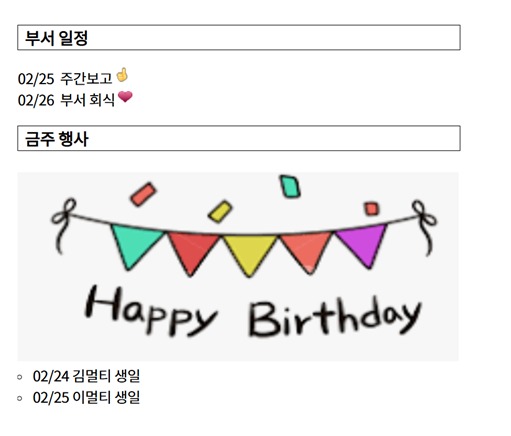 부서 일정
02/25 주간보고
02/26 부서 회식
금주 행사
Happy Birthday
02/24 김멀티 생일
02/25 이멀티 생일